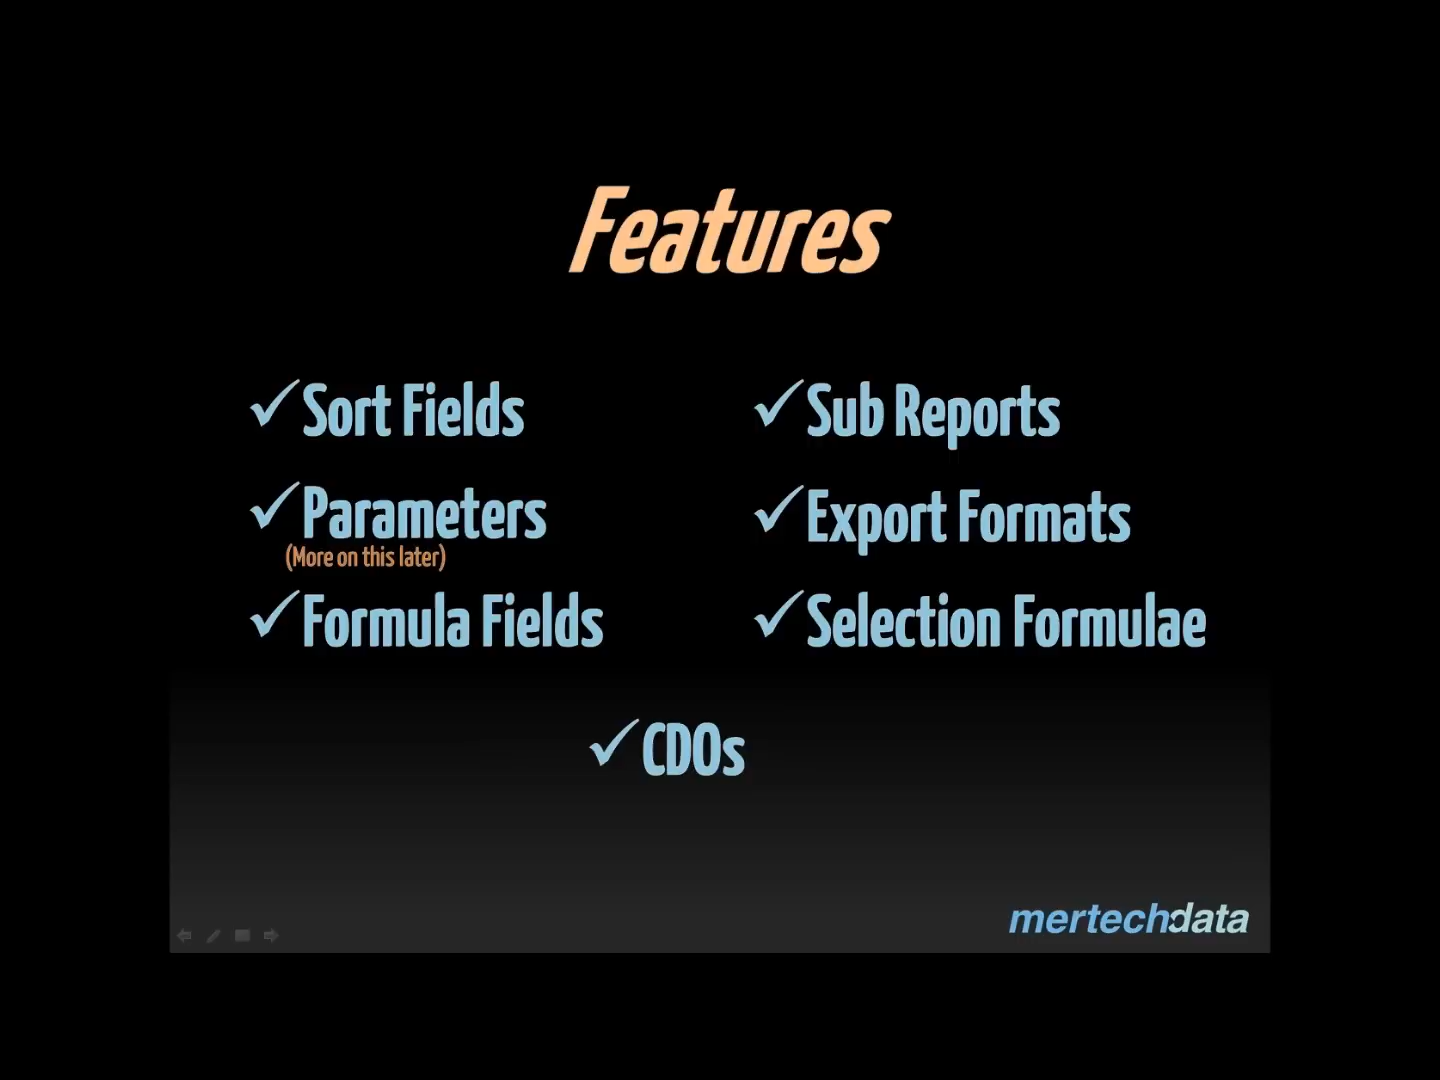 Features
Sort Fields
Parameters
(More on this later)
Formula Fields
Sub Reports
Export Formats
Selection Formulae
CDOs
mertechdata